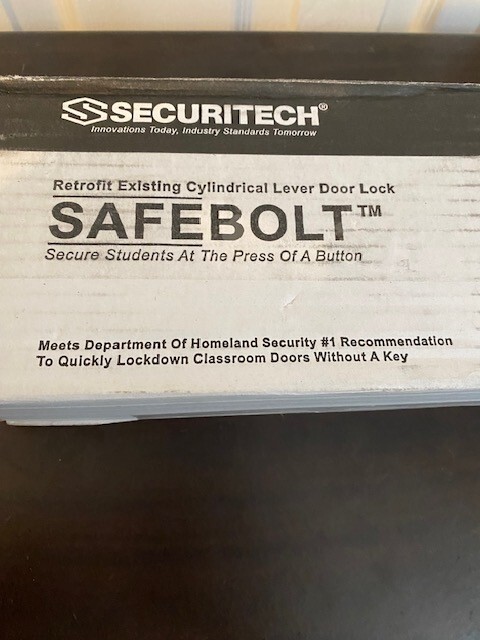 SECURITECH®
Innovations Today, Industry Standards Tomorrow
Retrofit Existing Cylindrical Lever Door Lock
SAFEBOLT™
Secure Students At The Press Of A Button
Meets Department Of Homeland Security #1 Recommendation
To Quickly Lockdown Classroom Doors Without A Key